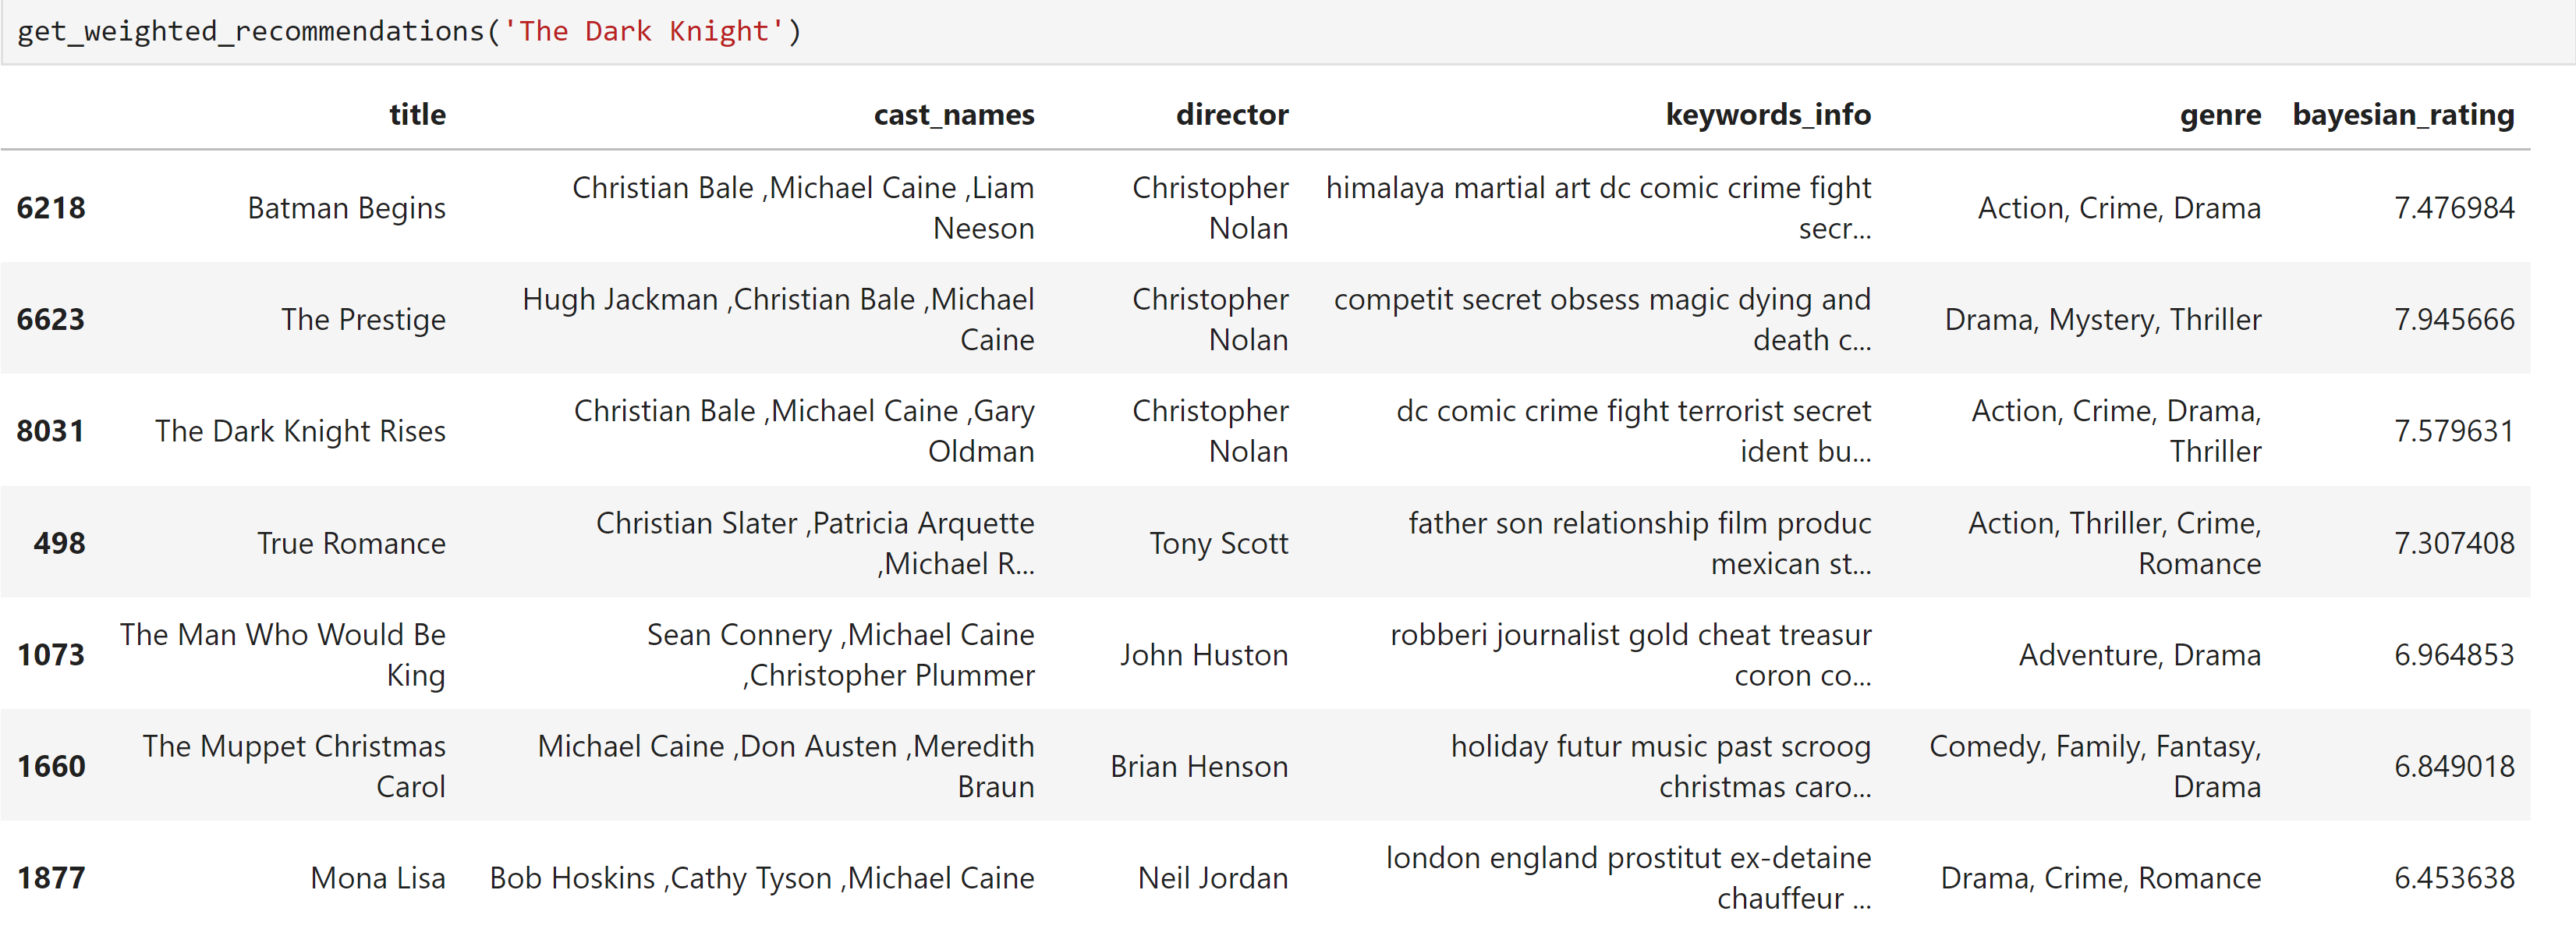 get_weighted_recommendations('The Dark Knight')
title cast_names director keywords_info genre bayesian_rating
6218 Batman Begins Christian Bale ,Michael Caine ,Liam Neeson Christopher Nolan himalaya martial art dc comic crime fight secr... Action, Crime, Drama 7.476984
6623 The Prestige Hugh Jackman ,Christian Bale ,Michael Caine Christopher Nolan competit secret obsess magic dying and death c... Drama, Mystery, Thriller 7.945666
8031 The Dark Knight Rises Christian Bale ,Michael Caine ,Gary Oldman Christopher Nolan dc comic crime fight terrorist secret ident bu... Action, Crime, Drama, Thriller 7.579631
498 True Romance Christian Slater ,Patricia Arquette ,Michael R... Tony Scott father son relationship film produc mexican st... Action, Thriller, Crime, Romance 7.307408
1073 The Man Who Would Be King Sean Connery ,Michael Caine ,Christopher Plummer John Huston robberi journalist gold cheat treasur coron co... Adventure, Drama 6.964853
1660 The Muppet Christmas Carol Michael Caine ,Don Austen ,Meredith Braun Brian Henson holiday futur music past scroog christmas caro... Comedy, Family, Fantasy, Drama 6.849018
1877 Mona Lisa Bob Hoskins ,Cathy Tyson ,Michael Caine Neil Jordan london england prostitut ex-detaine chauffeur ... Drama, Crime, Romance 6.453638